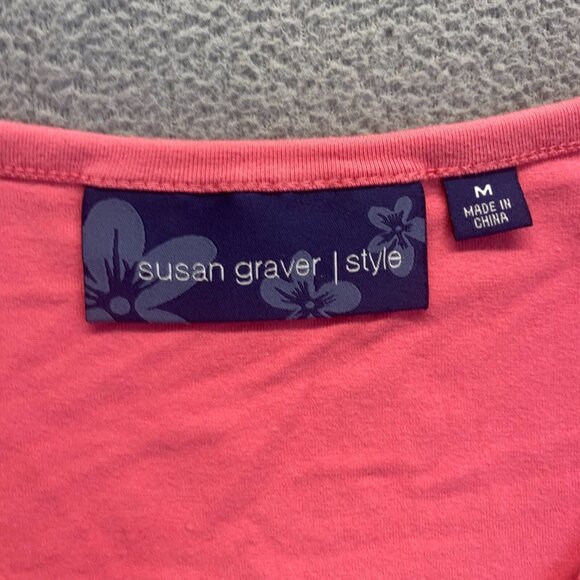 susan graver | style
M
MADE IN
CHINA